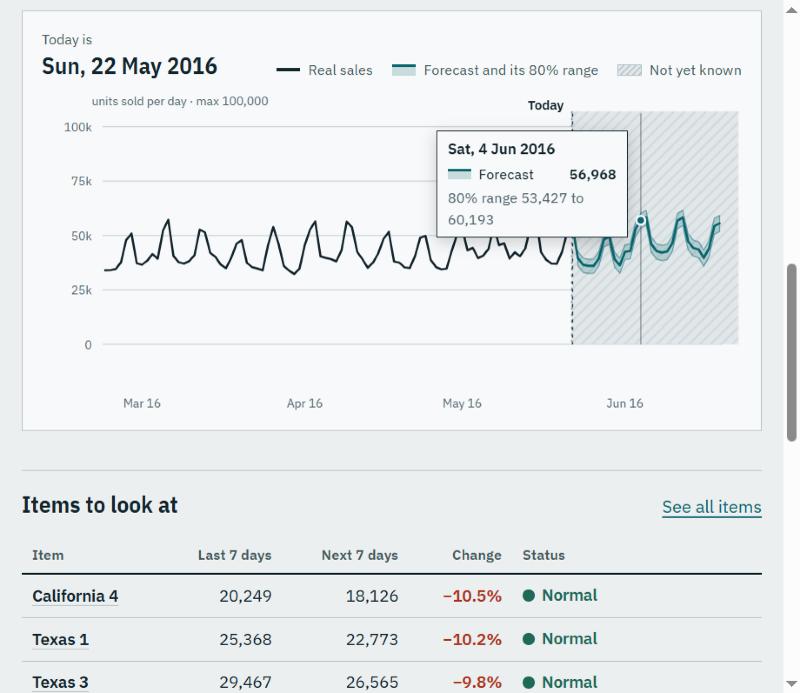 Today is
Sun, 22 May 2016
Real sales
Forecast and its 80% range
Not yet known
units sold per day · max 100,000
Today
100k
75k
50k
25k
0
Sat, 4 Jun 2016
Forecast 56,968
80% range 53,427 to
60,193
Mar 16
Apr 16
May 16
Jun 16
Items to look at
See all items
Item Last 7 days Next 7 days Change Status
California 4 20,249 18,126 −10.5% Normal
Texas 1 25,368 22,773 −10.2% Normal
Texas 3 29,467 26,565 −9.8% Normal